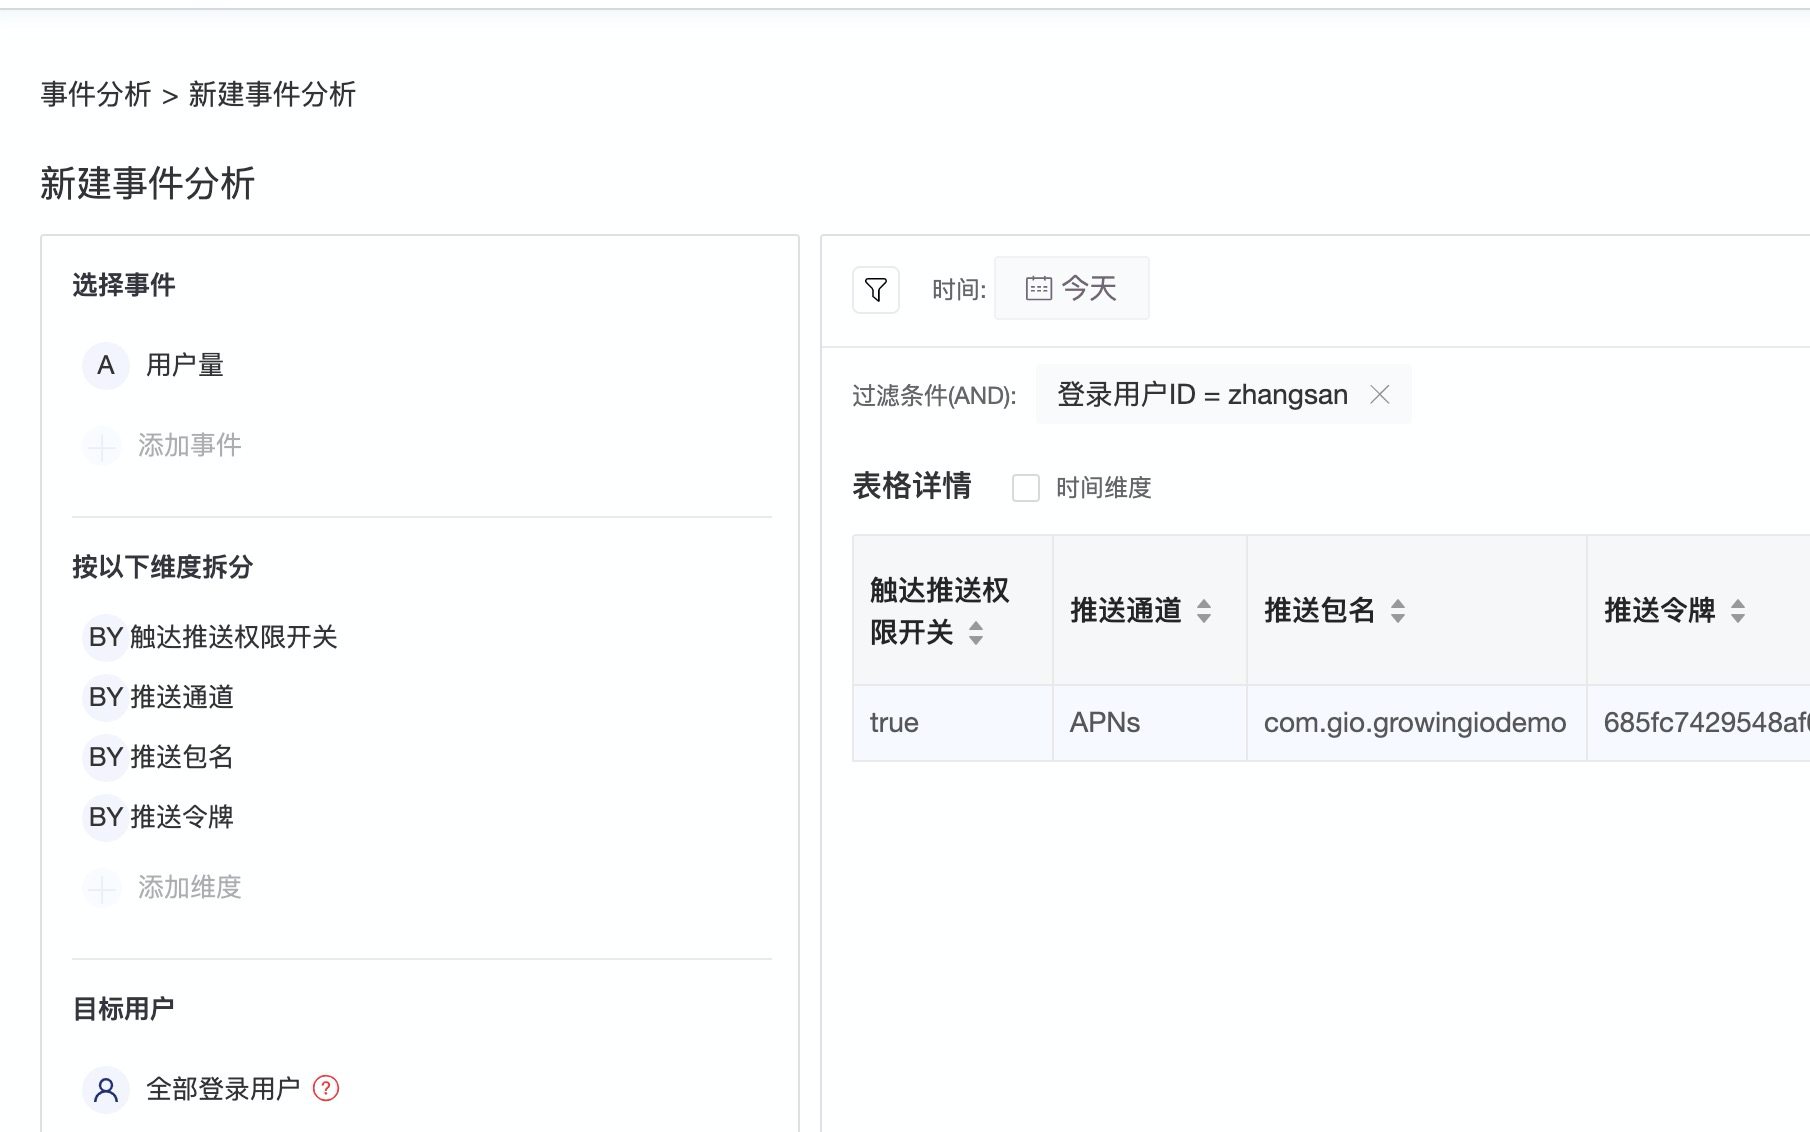 事件分析 > 新建事件分析
新建事件分析
选择事件
A 用户量
添加事件
按以下维度拆分
BY 触达推送权限开关
BY 推送通道
BY 推送包名
BY 推送令牌
添加维度
目标用户
全部登录用户 ?
时间: 今天
过滤条件(AND): 登录用户ID = zhangsan
表格详情 时间维度
触达推送权限开关 推送通道 推送包名 推送令牌
true APNs com.gio.growingiodemo 685fc7429548af